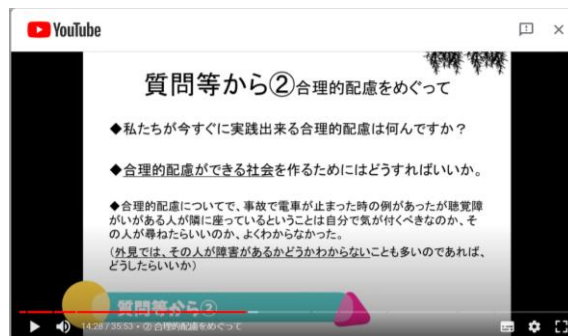 YouTube
質問等から②合理的配慮をめぐって
◆私たちが今すぐに実践出来る合理的配慮は何んですか？
◆合理的配慮ができる社会を作るためにはどうすればいいか。
◆合理的配慮についてで、事故で電車が止まった時の例があったが聴覚障
がいがある人が隣に座っているということは自分で気が付くべきなのか、そ
の人が尋ねたらいいのか、よくわからなかった。
（外見では、その人が障害があるかどうかわからないことも多いのであれば、
どうしたらいいか）
質問等から②
14:28 / 35:53 • ② 合理的配慮をめぐって